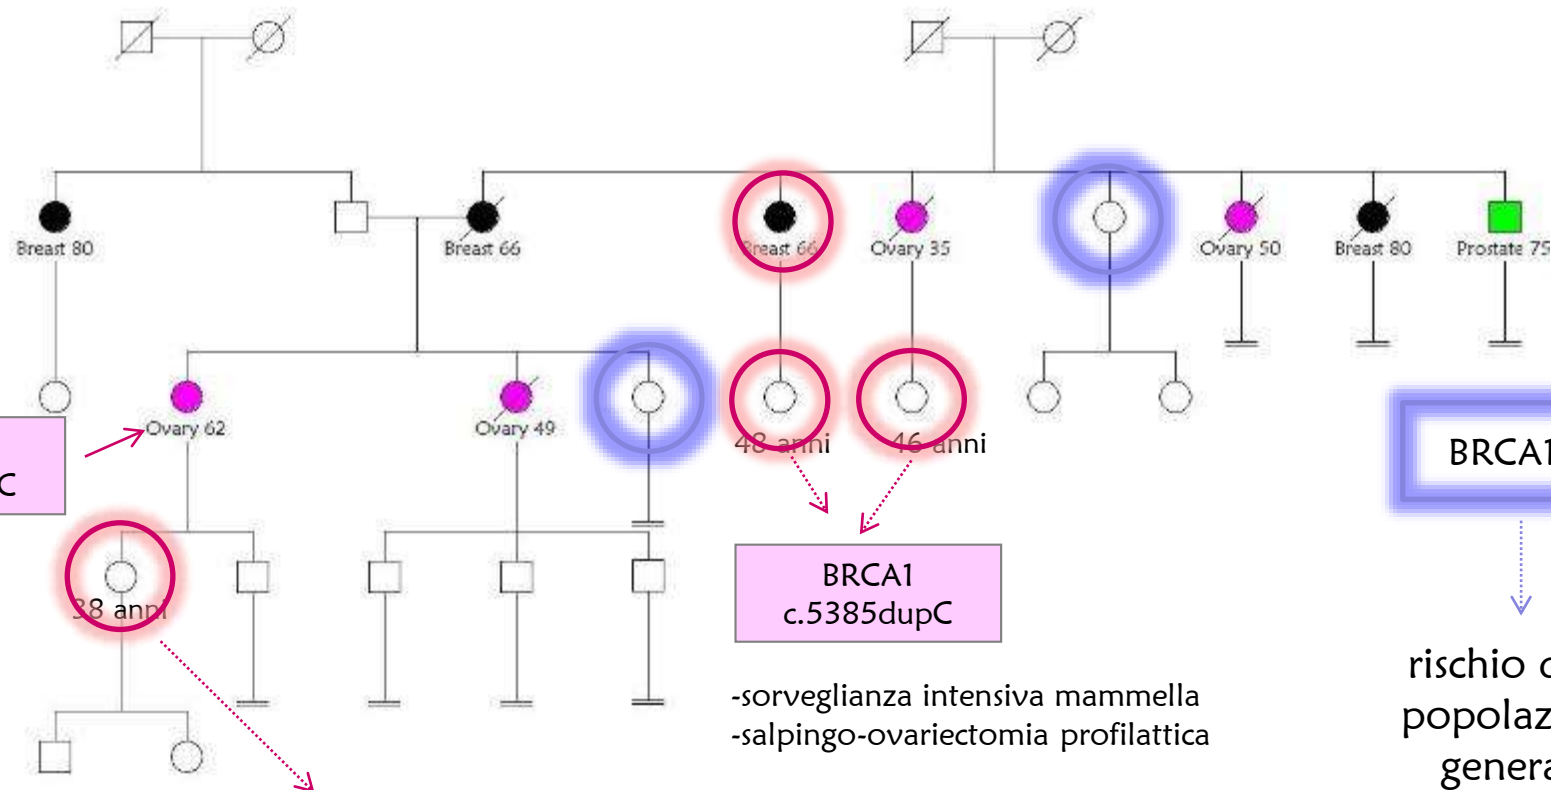 Breast 80
Breast 66
Breast 66
Ovary 35
Ovary 50
Breast 80
Prostate 75
C
Ovary 62
Ovary 49
48 anni
46 anni
BRCA1
38 anni
BRCA1
c.5385dupC
-sorveglianza intensiva mammella
-salpingo-ovariectomia profilattica
rischio
popolaz
genera